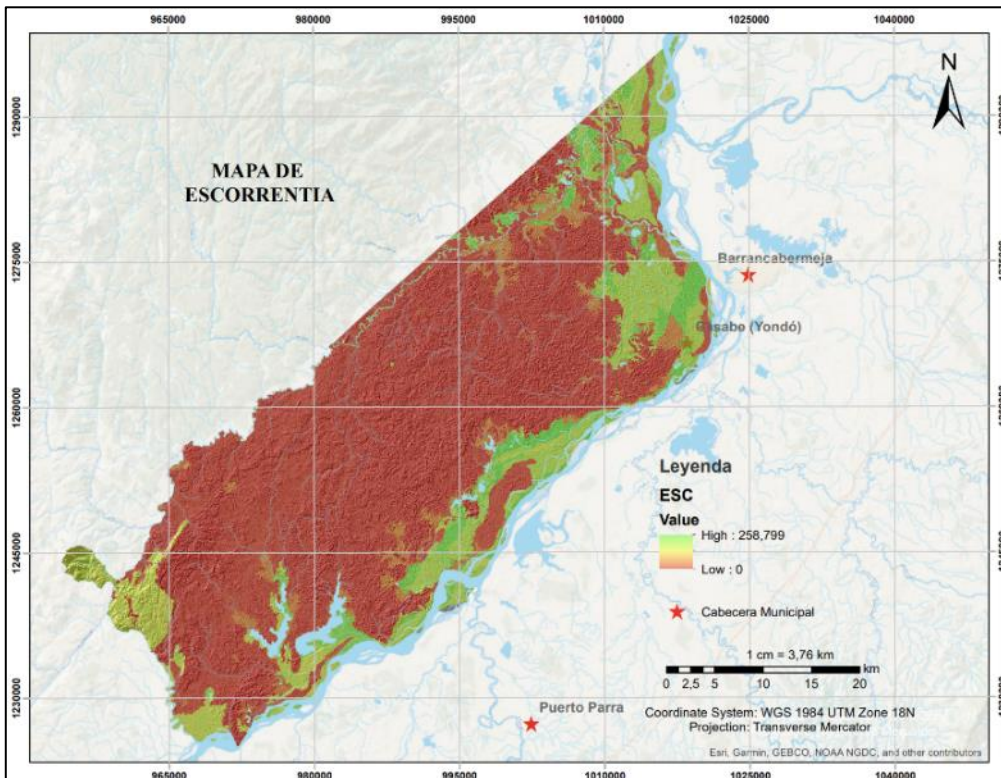 965000 980000 995000 1010000 1025000 1040000
N
1290000 1290000
MAPA DE
ESCORRENTIA
1275000 1275000
Barrancabermeja
Casabe (Yondó)
1260000
Leyenda
ESC
Value
High : 258,799
Low : 0
1245000
Cabecera Municipal
1 cm = 3,76 km
km
0 2,5 5 10 15 20
1230000
Puerto Parra
Coordinate System: WGS 1984 UTM Zone 18N
Projection: Transverse Mercator
Esri, Garmin, GEBCO, NOAA NGDC, and other contributors
965000 980000 995000 1010000 1025000 1040000